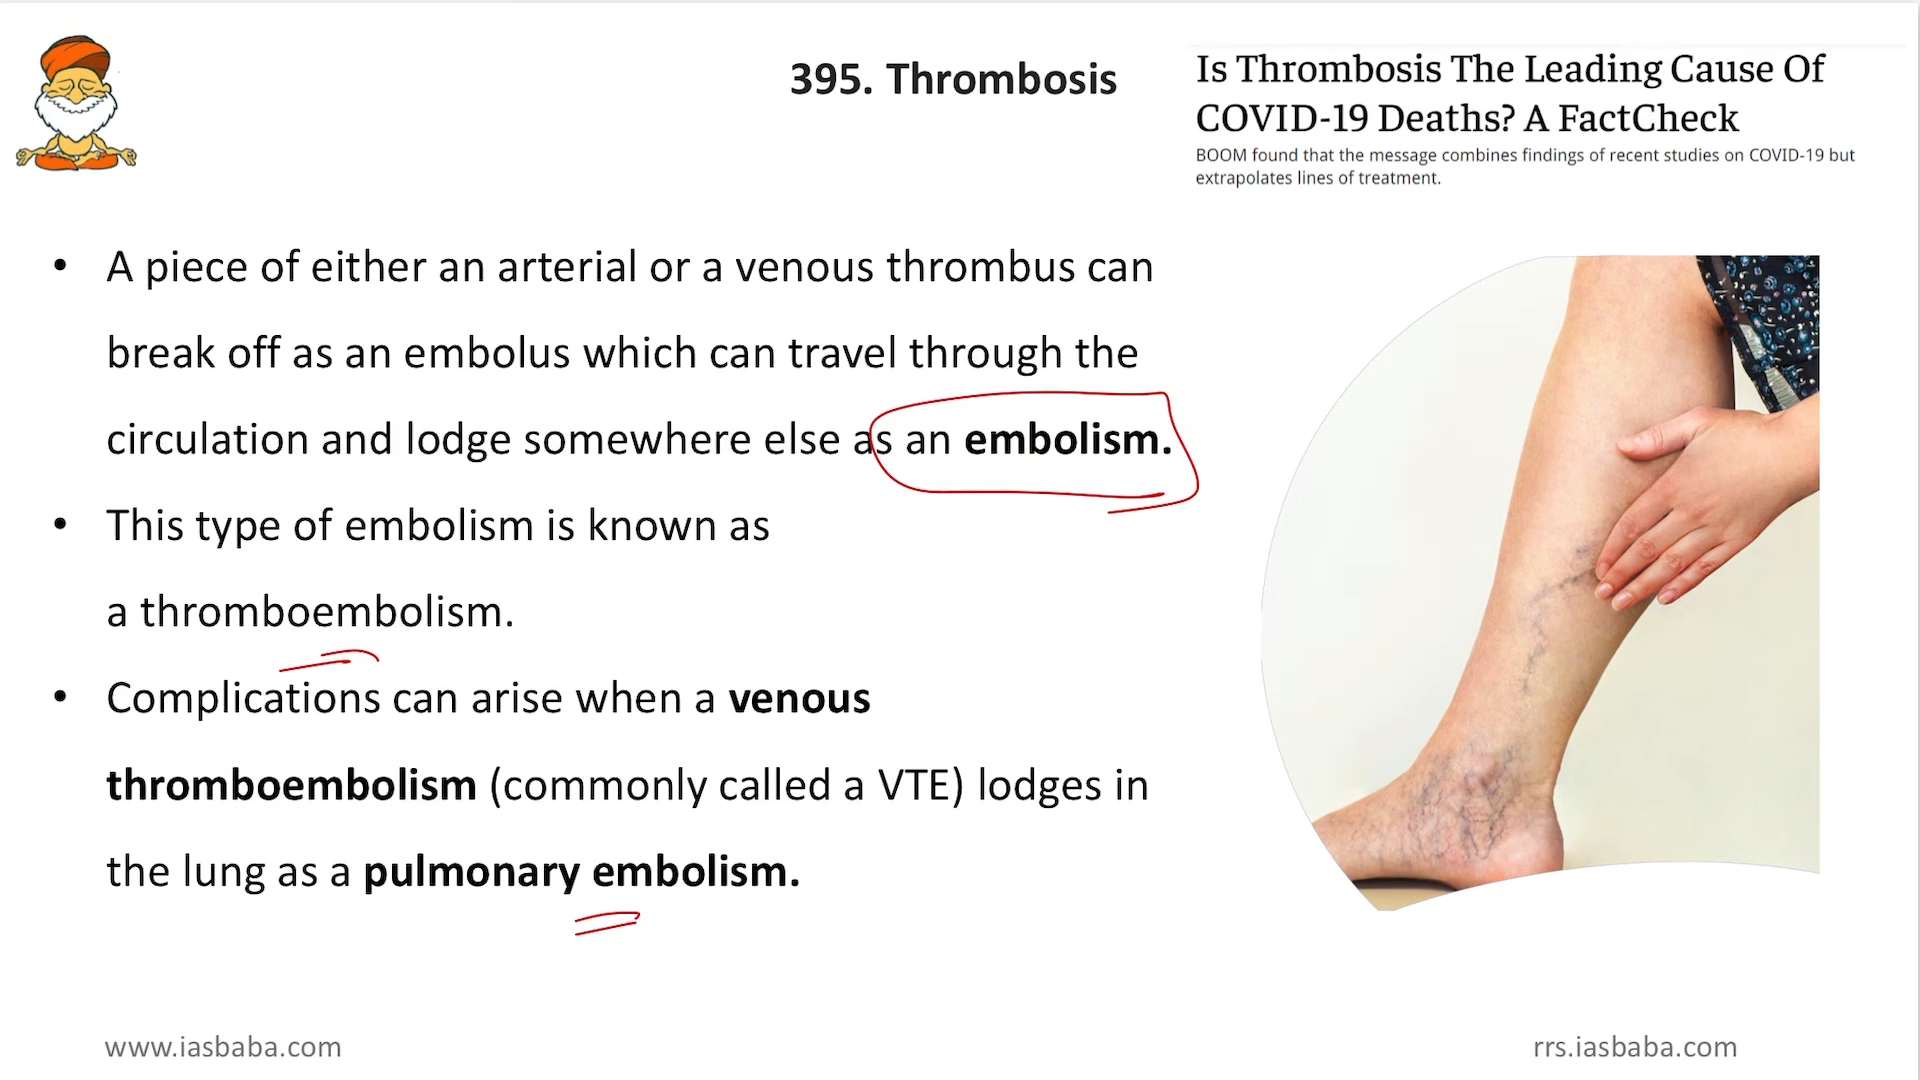 395. Thrombosis
Is Thrombosis The Leading Cause Of
COVID-19 Deaths? A FactCheck
BOOM found that the message combines findings of recent studies on COVID-19 but
extrapolates lines of treatment.
• A piece of either an arterial or a venous thrombus can
break off as an embolus which can travel through the
circulation and lodge somewhere else as an embolism.
• This type of embolism is known as
a thromboembolism.
• Complications can arise when a venous
thromboembolism (commonly called a VTE) lodges in
the lung as a pulmonary embolism.
www.iasbaba.com
rrs.iasbaba.com